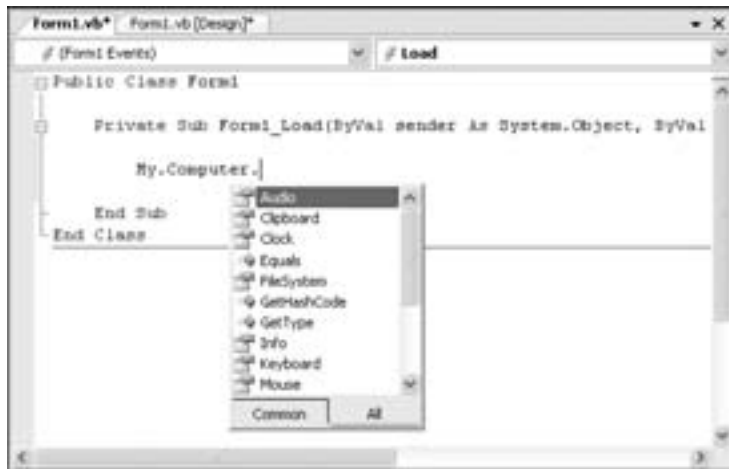 Form1.vb* Form1.vb [Design]*
(Form1 Events) Load
Public Class Form1
Private Sub Form1_Load(ByVal sender As System.Object, ByVal
My.Computer.
Audio
Clipboard
End Sub
Clock
End Class
Equals
FileSystem
GetHashCode
GetType
Info
Keyboard
Mouse
Common All